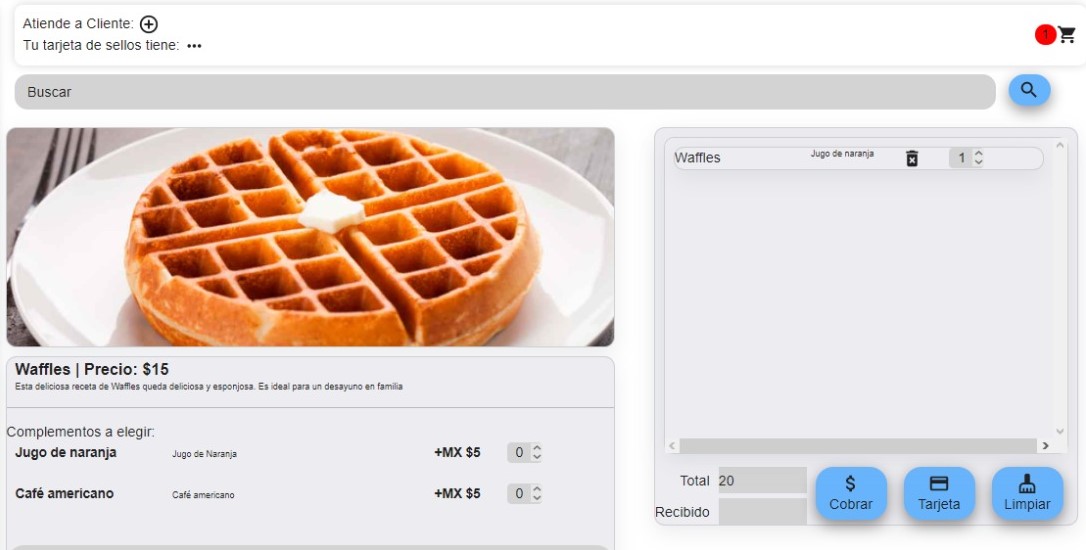 Atiende a Cliente:
Tu tarjeta de sellos tiene: •••
1
Buscar
Waffles | Precio: $15
Esta deliciosa receta de Waffles queda deliciosa y esponjosa. Es ideal para un desayuno en familia
Complementos a elegir:
Jugo de naranja Jugo de Naranja +MX $5 0
Café americano Café americano +MX $5 0
Waffles Jugo de naranja 1
Total 20
Recibido
$
Cobrar
Tarjeta
Limpiar